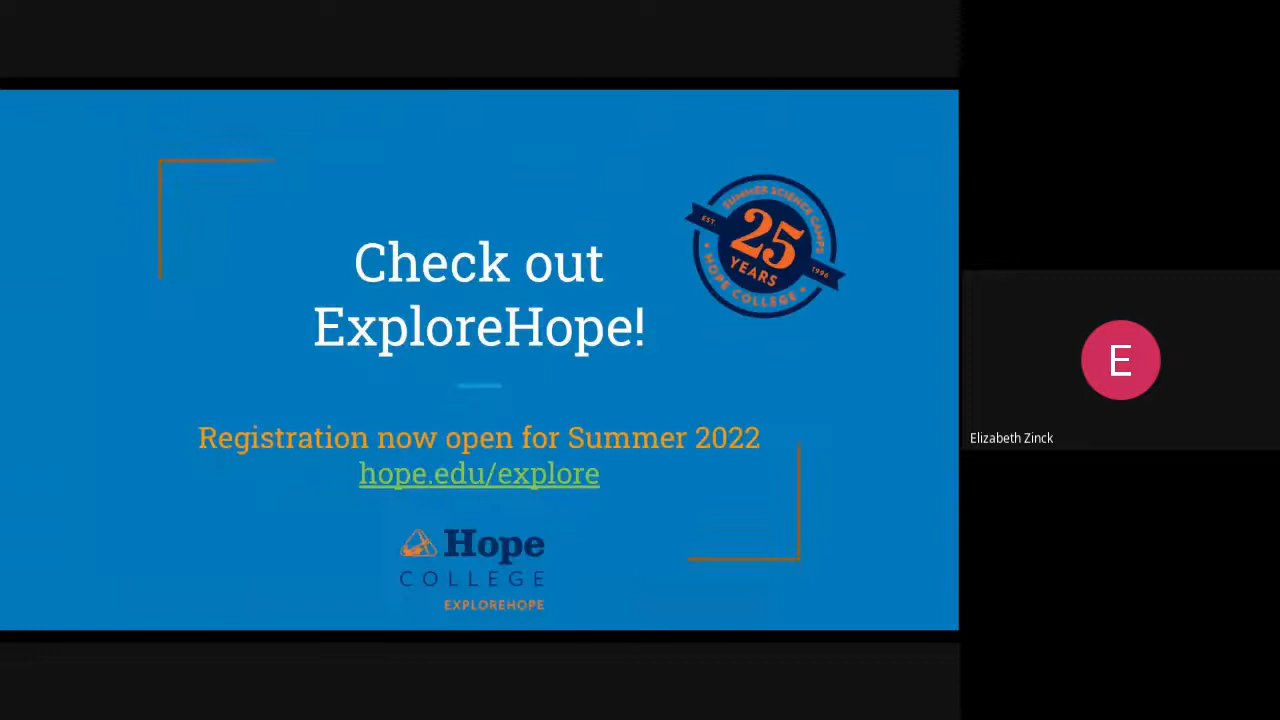 Check out
ExploreHope!
SUMMER SCIENCE CAMPS
EST.
25
YEARS
1998
HOPE COLLEGE
Registration now open for Summer 2022
hope.edu/explore
Hope
COLLEGE
EXPLOREHOPE
E
Elizabeth Zinck